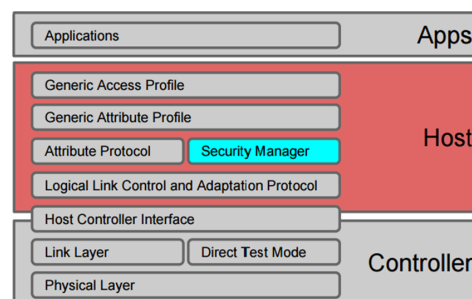 Applications
Apps
Generic Access Profile
Generic Attribute Profile
Attribute Protocol
Security Manager
Host
Logical Link Control and Adaptation Protocol
Host Controller Interface
Link Layer
Direct Test Mode
Controller
Physical Layer